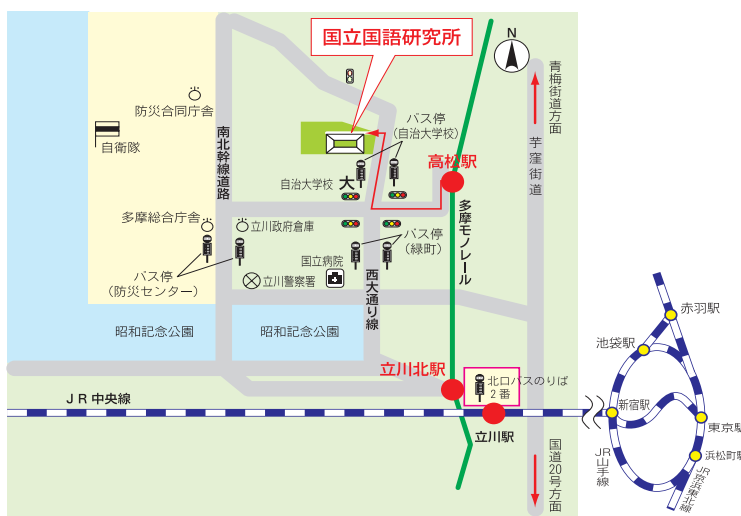 国立国語研究所
N
青梅街道方面
防災合同庁舎
自衛隊
南北幹線道路
バス停
(自治大学校)
芋窪街道
高松駅
自治大学校
大
多摩総合庁舎
立川政府倉庫
バス停
(緑町)
多摩モノレール
国立病院
バス停
(防災センター)
立川警察署
西大通り線
昭和記念公園
昭和記念公園
立川北駅
北口バスのりば
2番
JR中央線
立川駅
国道20号方面
赤羽駅
池袋駅
新宿駅
東京駅
浜松町駅
JR山手線
JR京浜東北線